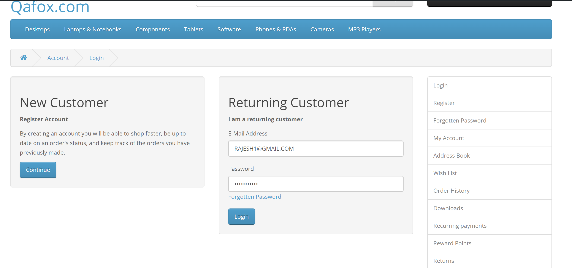 Qafox.com
Desktops Laptops & Notebooks Components Tablets Software Phones & PDAs Cameras MP3 Players
Account Login
New Customer
Register Account
By creating an account you will be able to shop faster, be up to
date on an order's status, and keep track of the orders you have
previously made.
Continue
Returning Customer
I am a returning customer
E-Mail Address
Password
Forgotten Password
Login
Login
Register
Forgotten Password
My Account
Address Book
Wish List
Order History
Downloads
Recurring payments
Reward Points
Returns